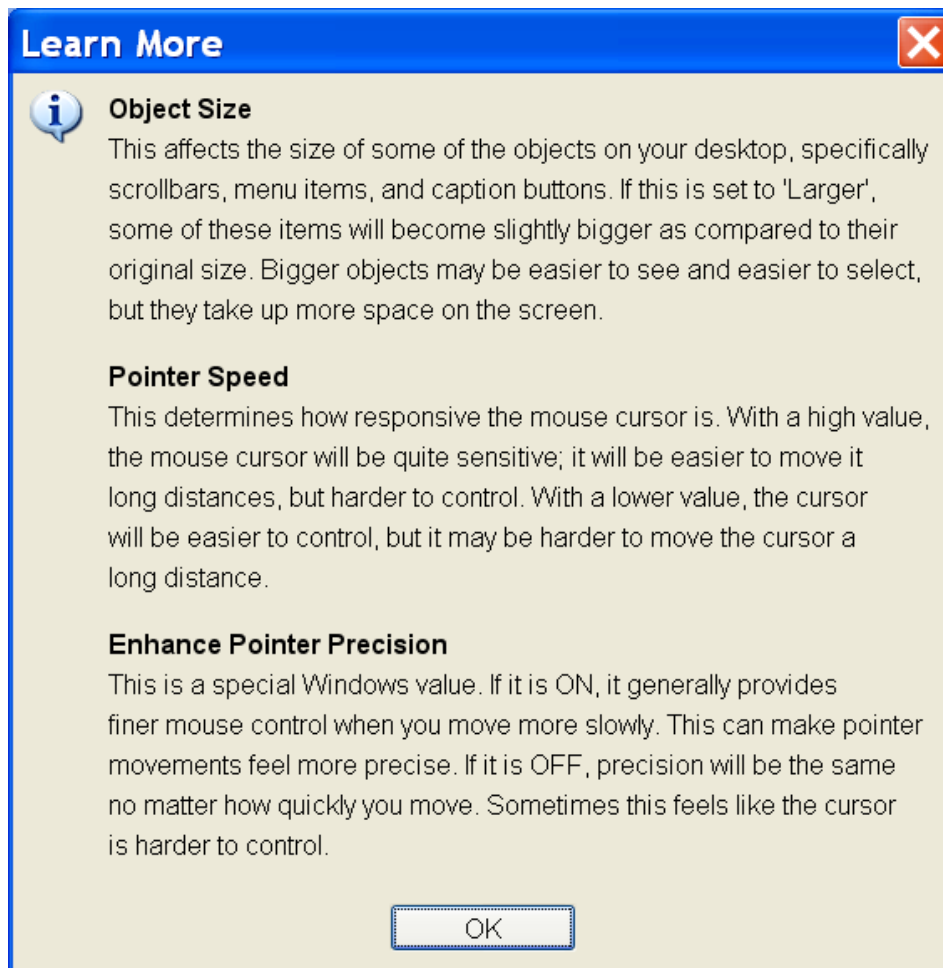 Learn More
Object Size
This affects the size of some of the objects on your desktop, specifically
scrollbars, menu items, and caption buttons. If this is set to 'Larger',
some of these items will become slightly bigger as compared to their
original size. Bigger objects may be easier to see and easier to select,
but they take up more space on the screen.
Pointer Speed
This determines how responsive the mouse cursor is. With a high value,
the mouse cursor will be quite sensitive; it will be easier to move it
long distances, but harder to control. With a lower value, the cursor
will be easier to control, but it may be harder to move the cursor a
long distance.
Enhance Pointer Precision
This is a special Windows value. If it is ON, it generally provides
finer mouse control when you move more slowly. This can make pointer
movements feel more precise. If it is OFF, precision will be the same
no matter how quickly you move. Sometimes this feels like the cursor
is harder to control.
OK